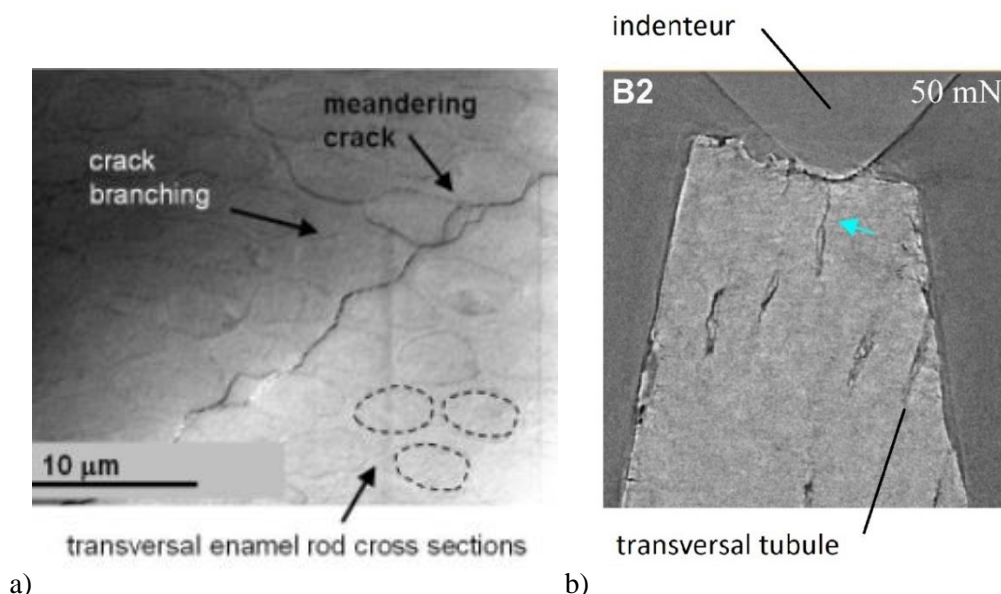 indenteur
meandering
crack
crack
branching
10 μm
transversal enamel rod cross sections
B2
50 mN
transversal tubule
a)
b)